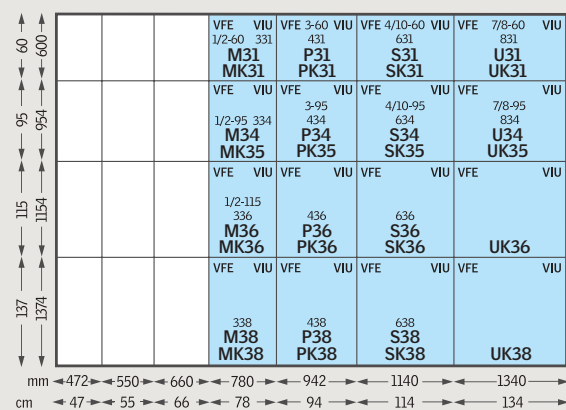 60 600
VFE VIU
1/2-60 331
M31
MK31
VFE 3-60 VIU
431
P31
PK31
VFE 4/10-60 VIU
631
S31
SK31
VFE 7/8-60 VIU
831
U31
UK31
95 954
VFE VIU
1/2-95 334
M34
MK35
VFE VIU
3-95
434
P34
PK35
VFE VIU
4/10-95
634
S34
SK35
VFE VIU
7/8-95
834
U34
UK35
115 1154
VFE VIU
1/2-115
336
M36
MK36
VFE VIU
436
P36
PK36
VFE VIU
636
S36
SK36
VFE VIU
UK36
137 1374
VFE VIU
338
M38
MK38
VFE VIU
438
P38
PK38
VFE VIU
638
S38
SK38
VFE VIU
UK38
mm 472 550 660 780 942 1140 1340
cm 47 55 66 78 94 114 134